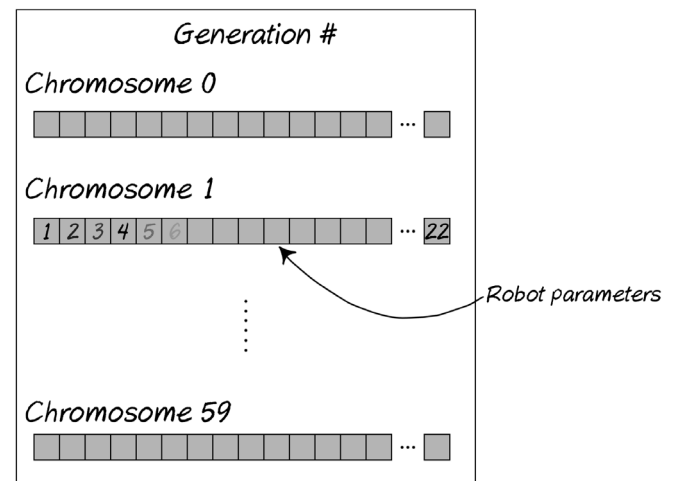 Generation #
Chromosome 0
...
Chromosome 1
1 2 3 4 5 6 ... 22
Robot parameters
Chromosome 59
...